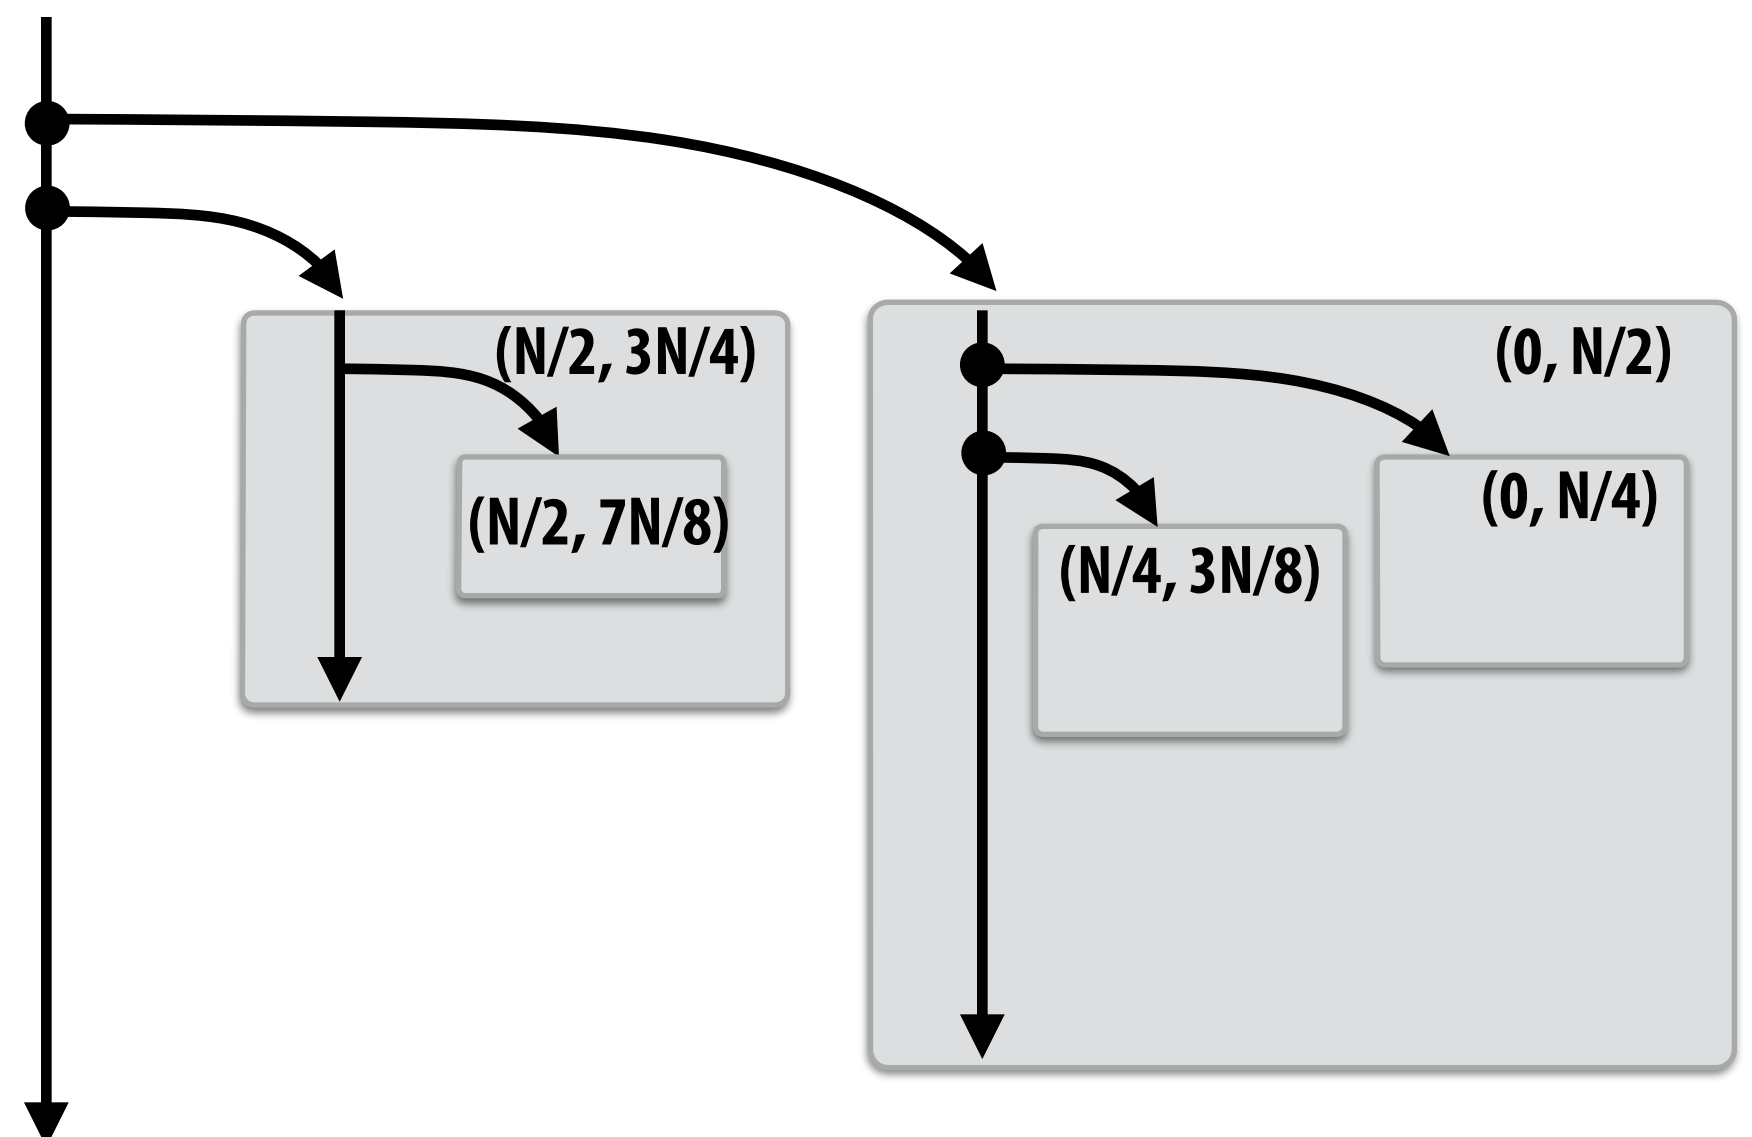 (N/2, 3N/4)
(0, N/2)
(N/2, 7N/8)
(N/4, 3N/8)
(0, N/4)